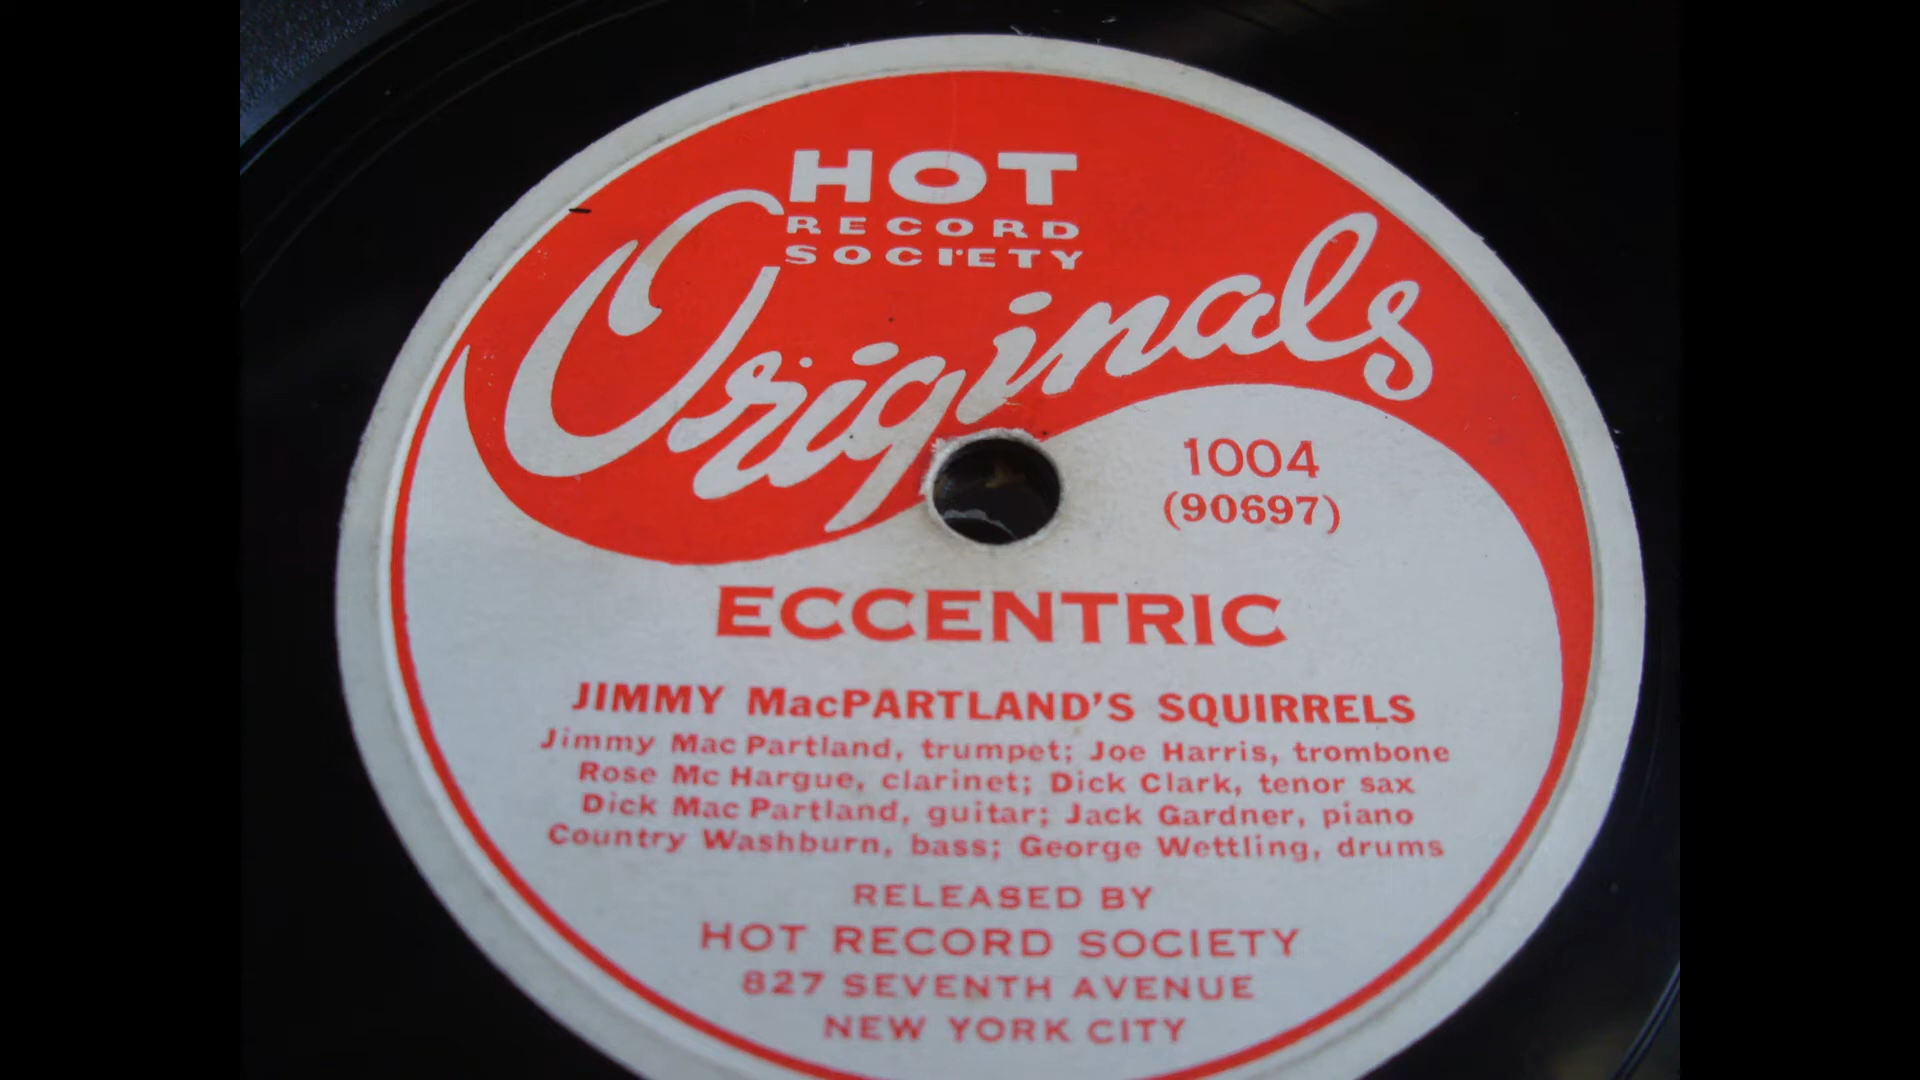 HOT
RECORD
SOCIETY
Originals
1004
(90697)
ECCENTRIC
JIMMY MacPARTLAND'S SQUIRRELS
Jimmy Mac Partland, trumpet; Joe Harris, trombone
Rose Mc Hargue, clarinet; Dick Clark, tenor sax
Dick Mac Partland, guitar; Jack Gardner, piano
Country Washburn, bass; George Wettling, drums
RELEASED BY
HOT RECORD SOCIETY
827 SEVENTH AVENUE
NEW YORK CITY